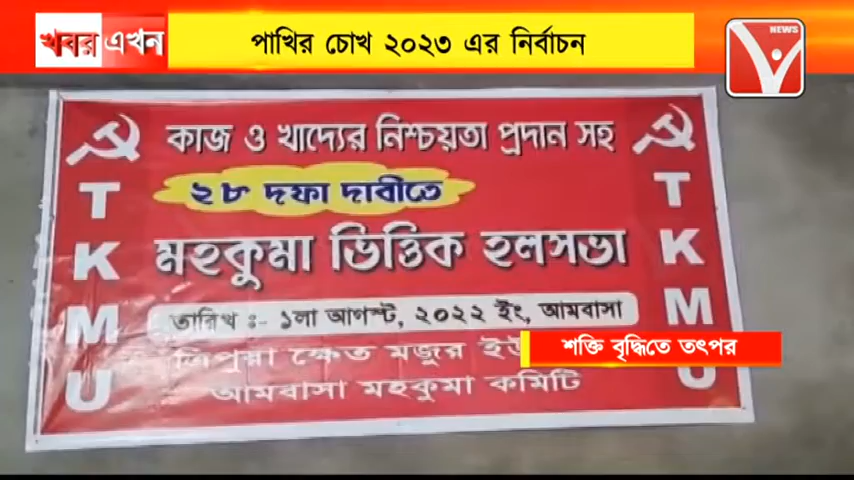 খবর এখন
পাখির চোখ ২০২৩ এর নির্বাচন
NEWS
V
কাজ ও খাদ্যের নিশ্চয়তা প্রদান সহ
২৮ দফা দাবীতে
মহকুমা ভিত্তিক হলসভা
তারিখ ঃ- ১লা আগস্ট, ২০২২ ইং, আমবাসা
ত্রিপুরা ক্ষেত মজুর
আমবাসা মহকুমা কমিটি
TKMU
TKMU
শক্তি বৃদ্ধিতে তৎপর